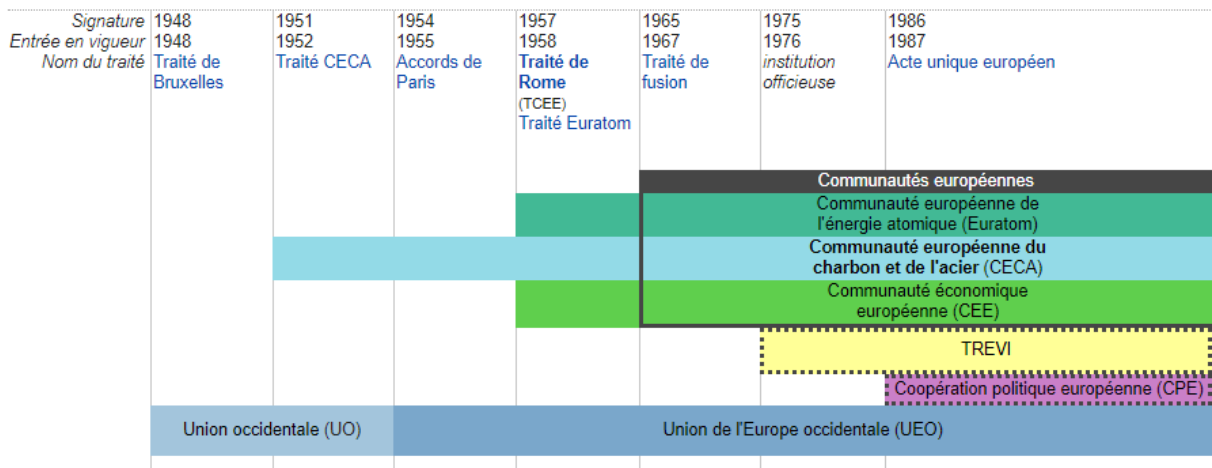 Signature 1948 1951 1954 1957 1965 1975 1986
Entrée en vigueur 1948 1952 1955 1958 1967 1976 1987
Nom du traité Traité de Traité CECA Accords de Traité de Traité de institution Acte unique européen
Bruxelles Paris Rome fusion officieuse
(TCEE)
Traité Euratom
Communautés européennes
Communauté européenne de
l'énergie atomique (Euratom)
Communauté européenne du
charbon et de l'acier (CECA)
Communauté économique
européenne (CEE)
TREVI
Coopération politique européenne (CPE)
Union occidentale (UO) Union de l'Europe occidentale (UEO)